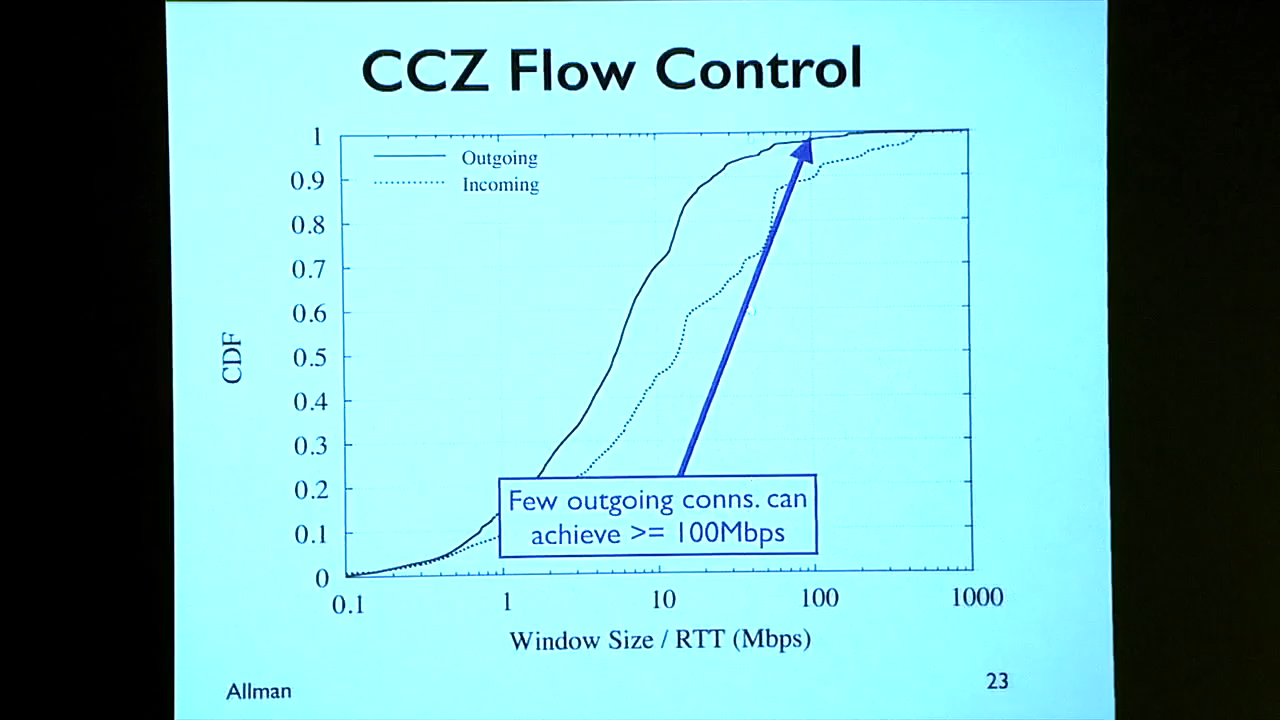 CCZ Flow Control
1
0.9
0.8
0.7
0.6
0.5
0.4
0.3
0.2
0.1
0
Outgoing
Incoming
CDF
Few outgoing conns. can
achieve >= 100Mbps
0.1 1 10 100 1000
Window Size / RTT (Mbps)
Allman
23